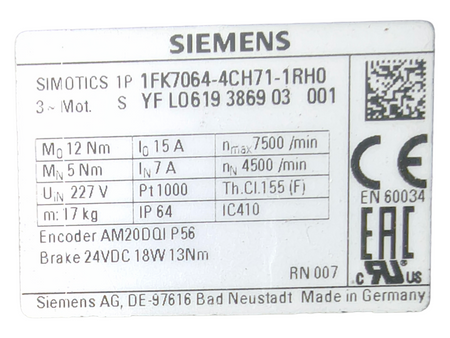 SIEMENS
SIMOTICS 1P 1FK7064-4CH71-1RH0
3~Mot. S YF L0619 3869 03 001
M0 12 Nm I0 15 A nmax 7500 /min
MN 5 Nm IN 7 A nN 4500 /min
UIN 227 V Pt1000 Th.Cl.155 (F)
m: 17 kg IP 64 IC410
CE
EN 60034
Encoder AM20DQI P56
EAC
Brake 24VDC 18W 13Nm
RN 007
c RU US
Siemens AG, DE-97616 Bad Neustadt Made in Germany